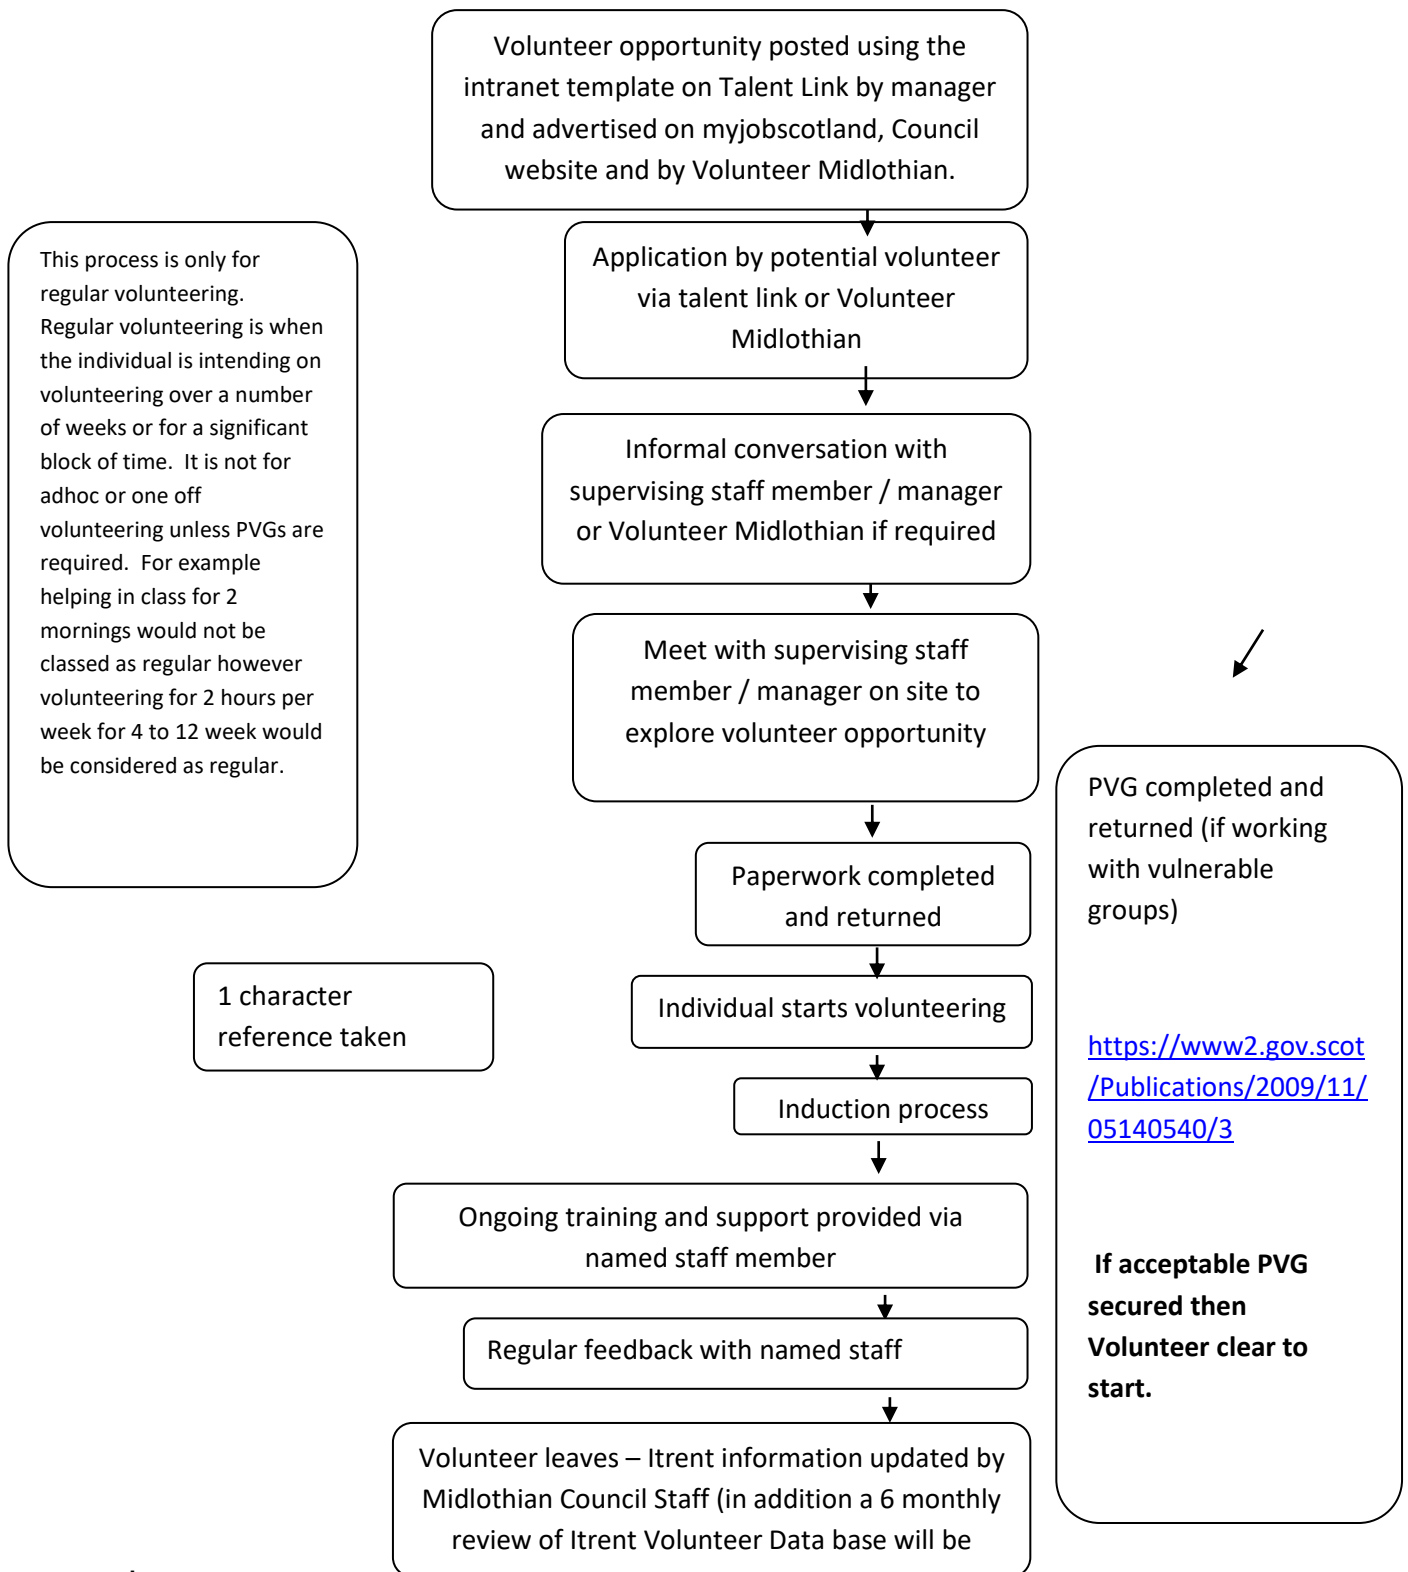 Volunteer opportunity posted using the
intranet template on Talent Link by manager
and advertised on myjobscotland, Council
website and by Volunteer Midlothian.
This process is only for
regular volunteering.
Regular volunteering is when
the individual is intending on
volunteering over a number
of weeks or for a significant
block of time.  It is not for
adhoc or one off
volunteering unless PVGs are
required.  For example
helping in class for 2
mornings would not be
classed as regular however
volunteering for 2 hours per
week for 4 to 12 week would
be considered as regular.
Application by potential volunteer
via talent link or Volunteer
Midlothian
Informal conversation with
supervising staff member / manager
or Volunteer Midlothian if required
Meet with supervising staff
member / manager on site to
explore volunteer opportunity
PVG completed and
returned (if working
with vulnerable
groups)
https://www2.gov.scot
/Publications/2009/11/
05140540/3
If acceptable PVG
secured then
Volunteer clear to
start.
Paperwork completed
and returned
1 character
reference taken
Individual starts volunteering
Induction process
Ongoing training and support provided via
named staff member
Regular feedback with named staff
Volunteer leaves – Itrent information updated by
Midlothian Council Staff (in addition a 6 monthly
review of Itrent Volunteer Data base will be